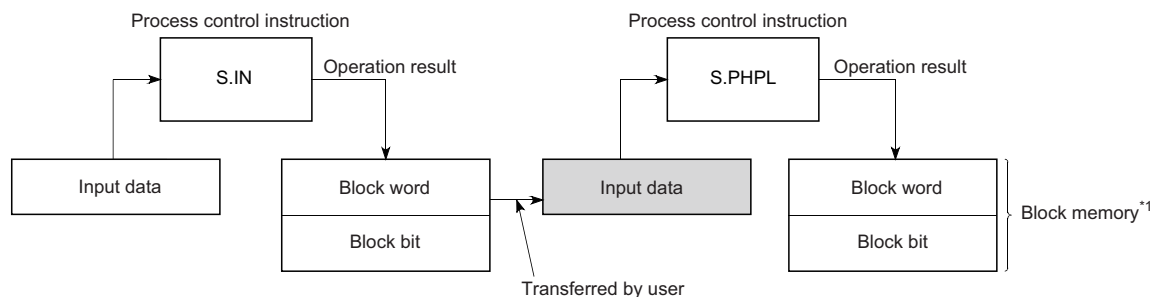 Process control instruction
Process control instruction
S.IN
Operation result
S.PHPL
Operation result
Input data
Block word
Input data
Block word
Block memory*1
Block bit
Block bit
Transferred by user